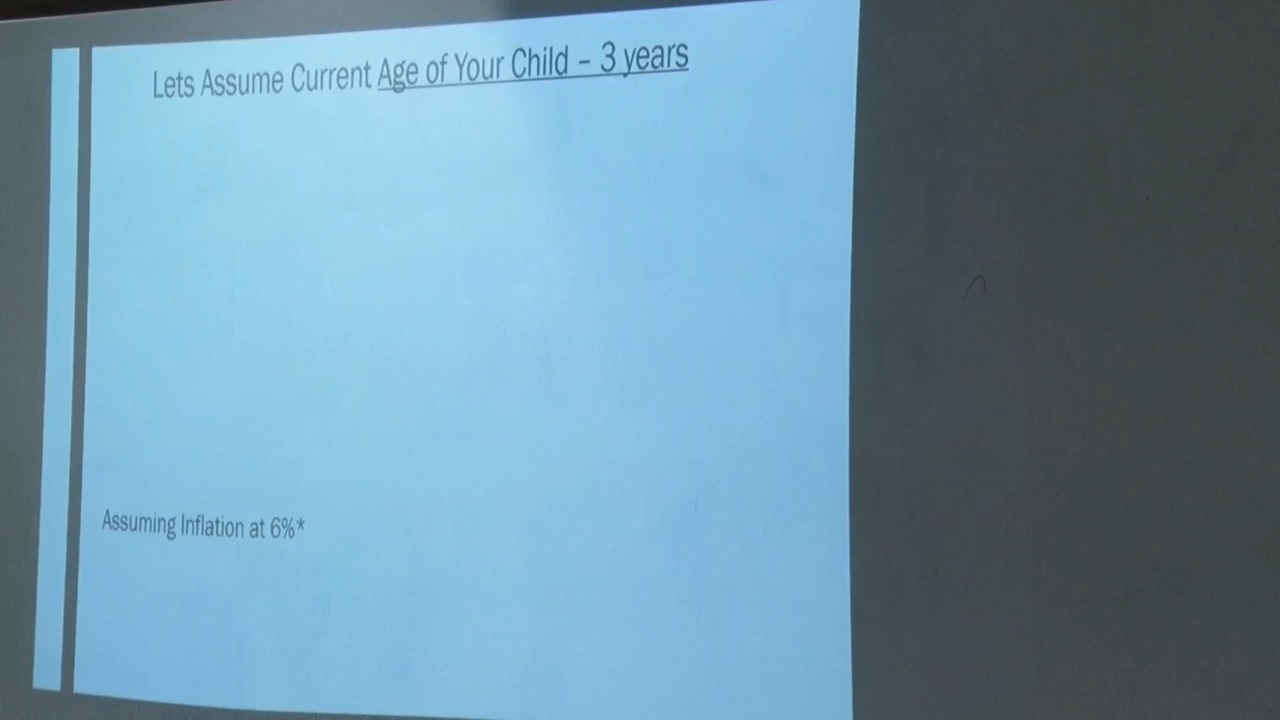 Lets Assume Current Age of Your Child – 3 years
Assuming Inflation at 6%*